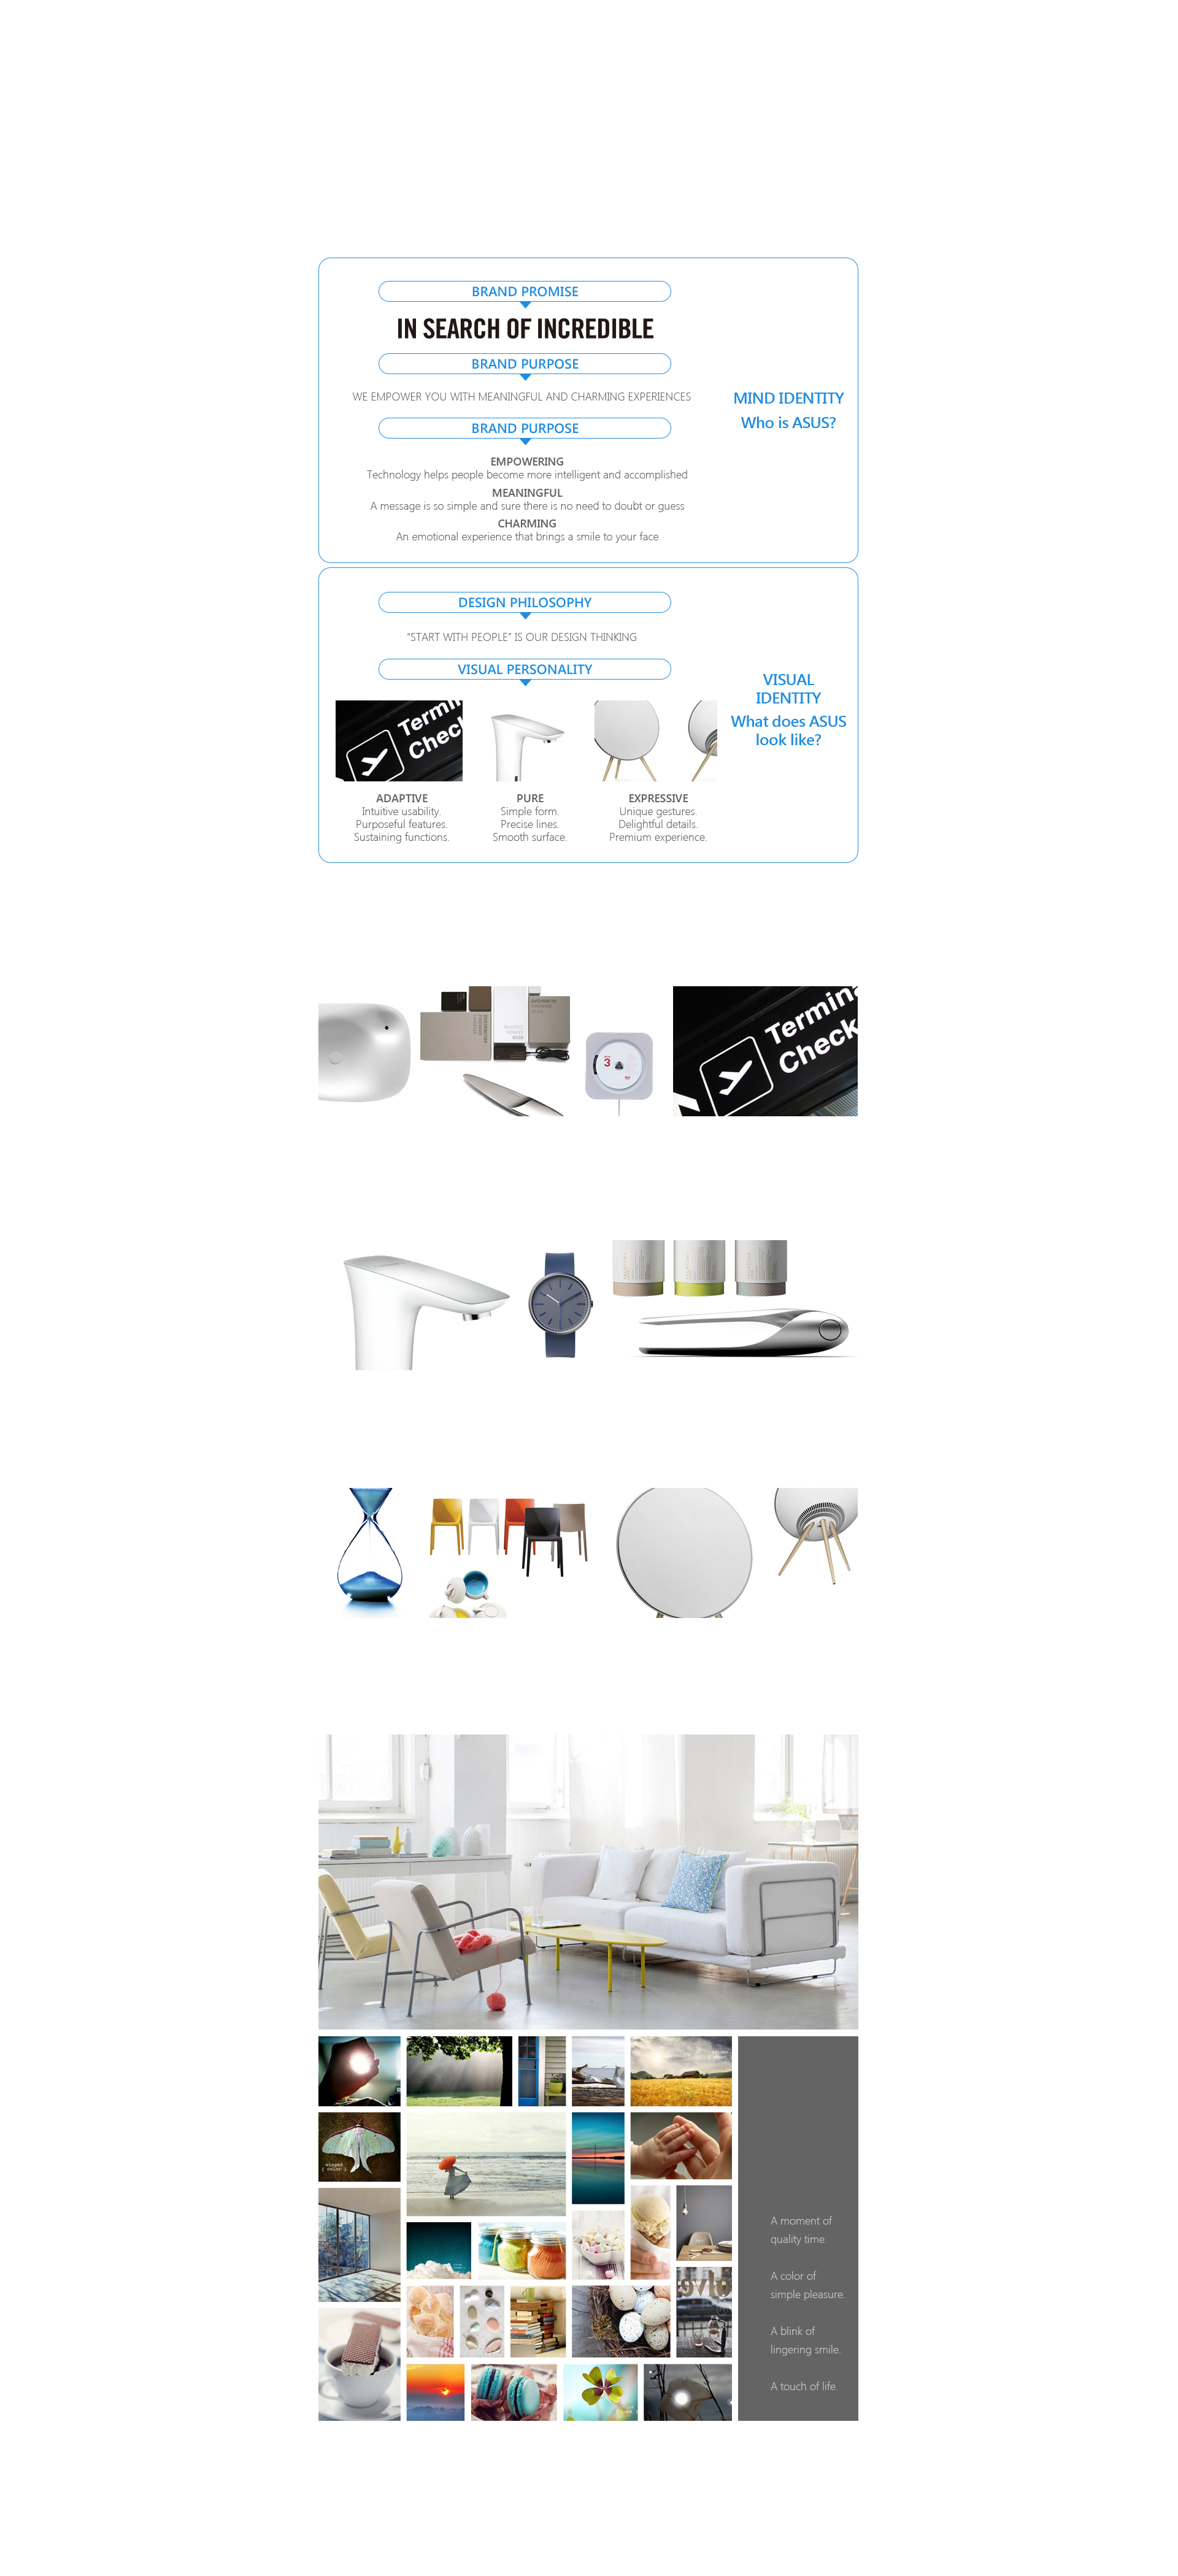 BRAND PROMISE
IN SEARCH OF INCREDIBLE
BRAND PURPOSE
WE EMPOWER YOU WITH MEANINGFUL AND CHARMING EXPERIENCES
BRAND PURPOSE
EMPOWERING
Technology helps people become more intelligent and accomplished
MEANINGFUL
A message is so simple and sure there is no need to doubt or guess
CHARMING
An emotional experience that brings a smile to your face
MIND IDENTITY
Who is ASUS?
DESIGN PHILOSOPHY
“START WITH PEOPLE” IS OUR DESIGN THINKING
VISUAL PERSONALITY
Termin
Chec
ADAPTIVE
Intuitive usability.
Purposeful features.
Sustaining functions.
PURE
Simple form.
Precise lines.
Smooth surface.
EXPRESSIVE
Unique gestures.
Delightful details.
Premium experience.
VISUAL
IDENTITY
What does ASUS
look like?
3
Termina
Check
winged
{ color }
A moment of
quality time.
A color of
simple pleasure.
A blink of
lingering smile.
A touch of life.